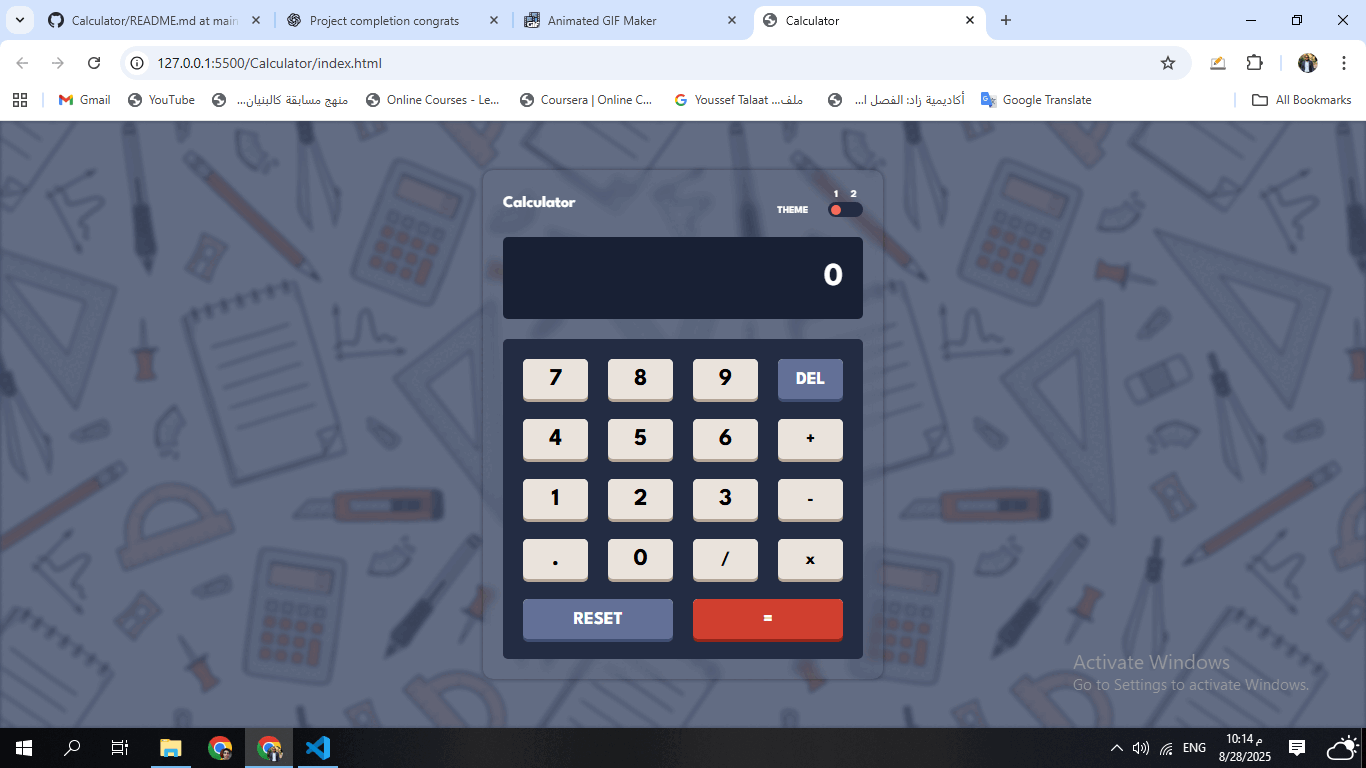 Calculator/README.md at main
Project completion congrats
Animated GIF Maker
Calculator
127.0.0.1:5500/Calculator/index.html
Gmail
YouTube
منهج مسابقة كالبنيان...
Online Courses - Le...
Coursera | Online C...
Youssef Talaat ...ملف
أكاديمية زاد: الفصل ا...
Google Translate
All Bookmarks
Calculator
1 2
THEME
0
7 8 9 DEL
4 5 6 +
1 2 3 -
. 0 / x
RESET =
Activate Windows
Go to Settings to activate Windows.
ENG
10:14 م
8/28/2025